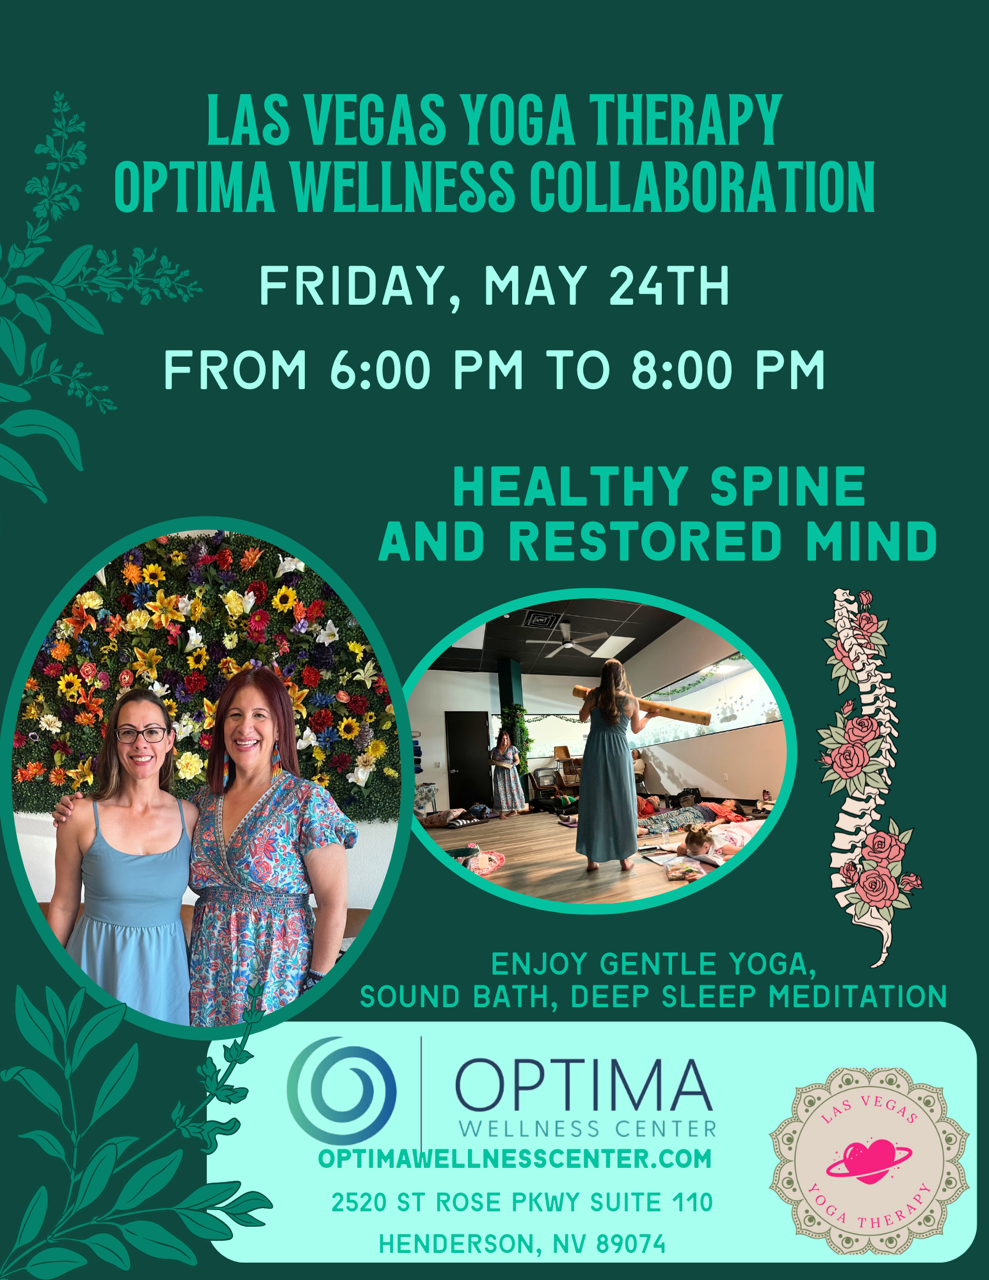 LAS VEGAS YOGA THERAPY
OPTIMA WELLNESS COLLABORATION
FRIDAY, MAY 24TH
FROM 6:00 PM TO 8:00 PM
HEALTHY SPINE
AND RESTORED MIND
ENJOY GENTLE YOGA,
SOUND BATH, DEEP SLEEP MEDITATION
OPTIMA
WELLNESS CENTER
OPTIMAWELLNESSCENTER.COM
2520 ST ROSE PKWY SUITE 110
HENDERSON, NV 89074
LAS VEGAS
YOGA THERAPY